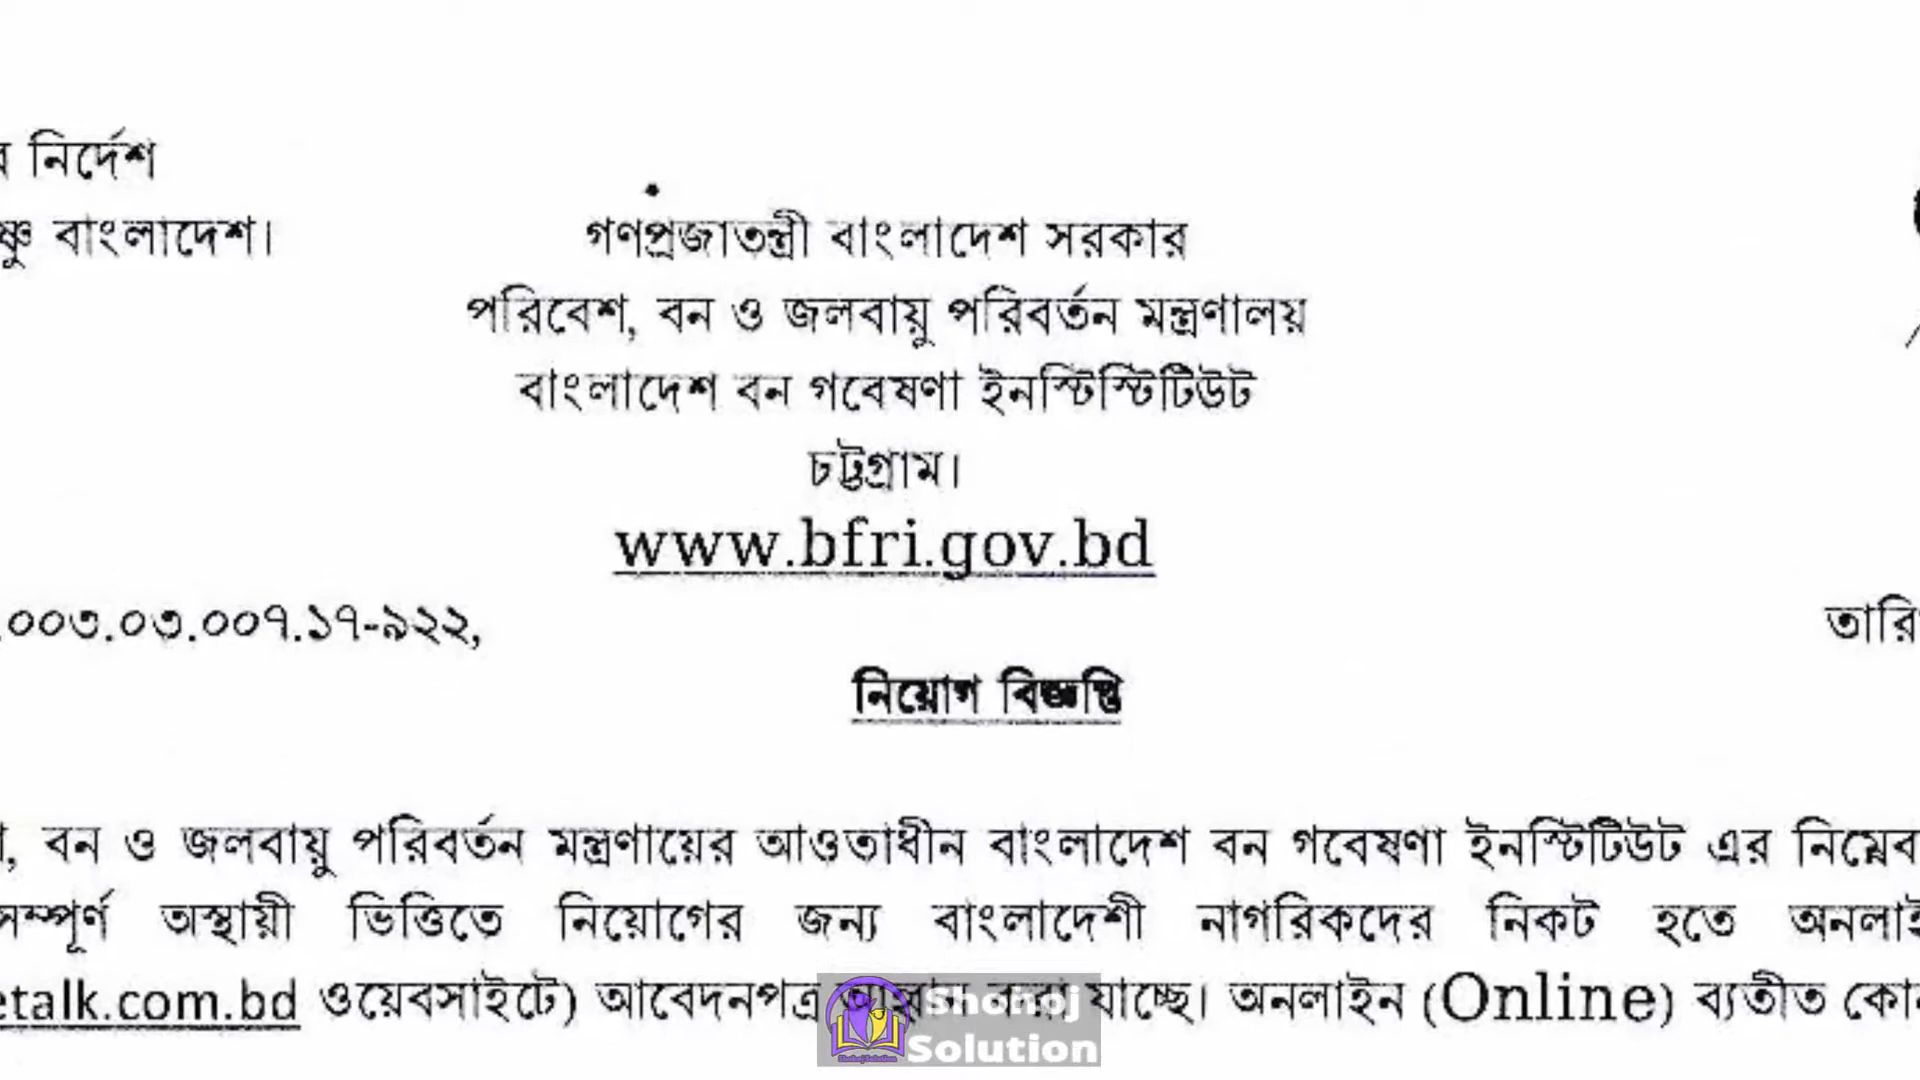 নির্দেশ
বাংলাদেশ।
গণপ্রজাতন্ত্রী বাংলাদেশ সরকার
পরিবেশ, বন ও জলবায়ু পরিবর্তন মন্ত্রণালয়
বাংলাদেশ বন গবেষণা ইনস্টিস্টিটিউট
চট্টগ্রাম।
www.bfri.gov.bd
.০০৩.০৩.০০৭.১৭-৯২২,
তারি
নিয়োগ বিজ্ঞপ্তি
, বন ও জলবায়ু পরিবর্তন মন্ত্রণায়ের আওতাধীন বাংলাদেশ বন গবেষণা ইনস্টিটিউট এর নিম্নেব
সম্পূর্ণ অস্থায়ী ভিত্তিতে নিয়োগের জন্য বাংলাদেশী নাগরিকদের নিকট হতে অনলাই
etalk.com.bd ওয়েবসাইটে) আবেদনপত্র আহবান করা যাচ্ছে। অনলাইন (Online) ব্যতীত কোন
Shohoj
Solution